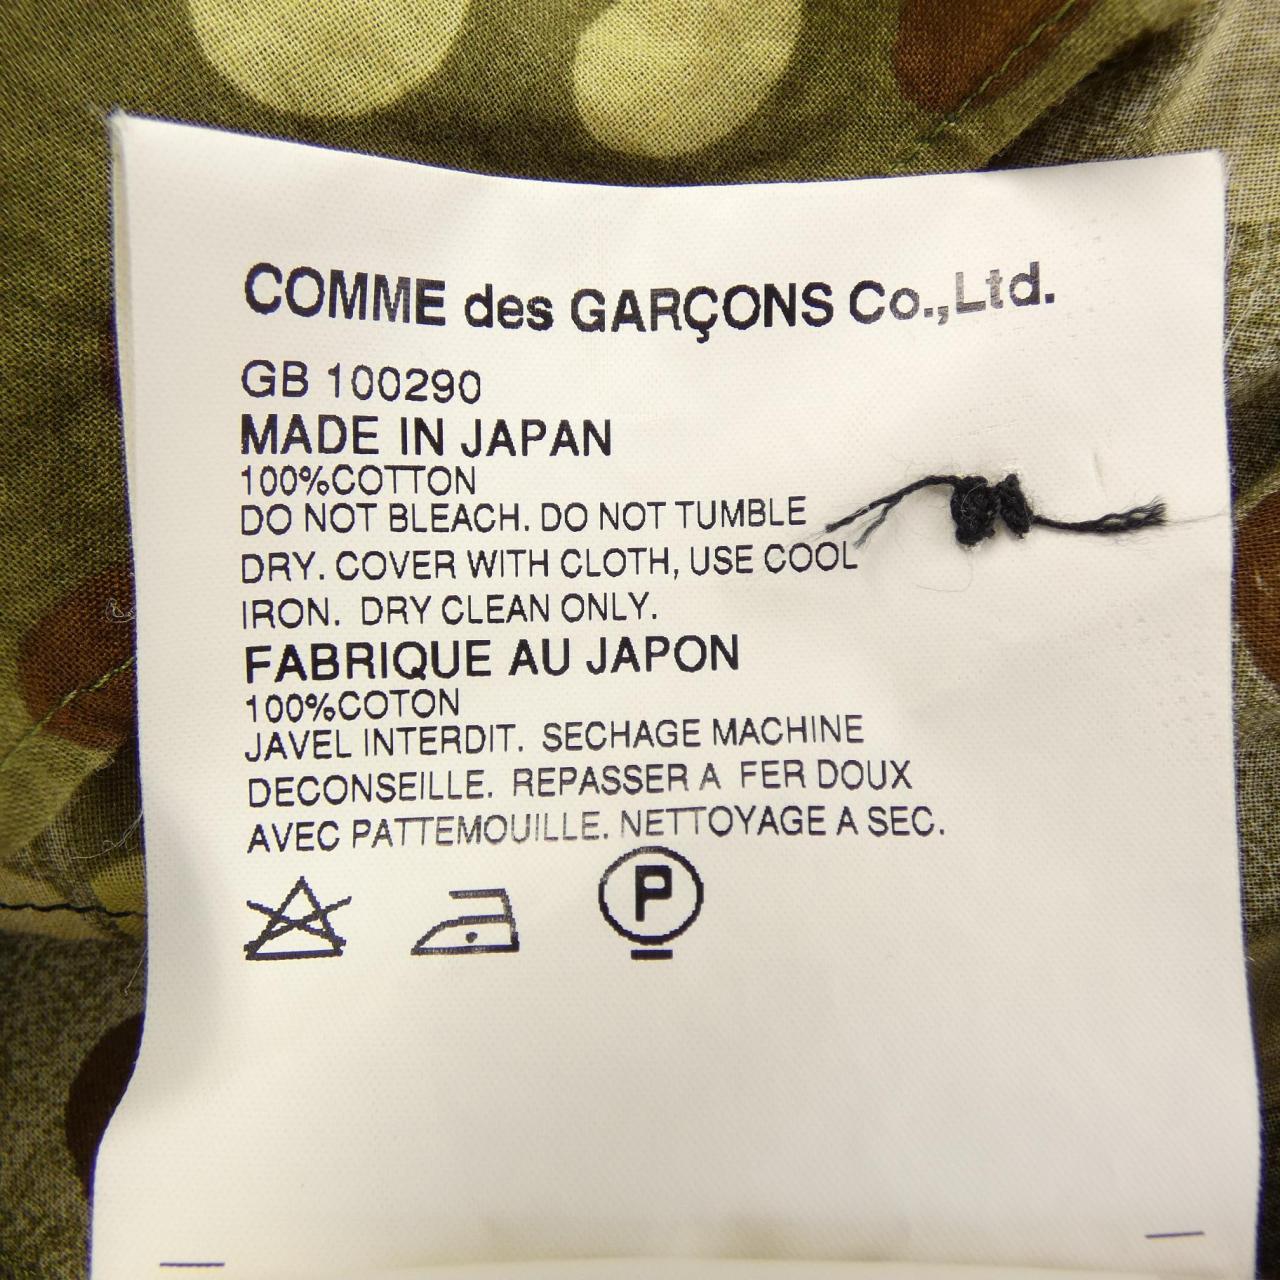 COMME des GARÇONS Co.,Ltd.
GB 100290
MADE IN JAPAN
100%COTTON
DO NOT BLEACH. DO NOT TUMBLE
DRY. COVER WITH CLOTH, USE COOL
IRON. DRY CLEAN ONLY.
FABRIQUE AU JAPON
100%COTON
JAVEL INTERDIT. SECHAGE MACHINE
DECONSEILLE. REPASSER A FER DOUX
AVEC PATTEMOUILLE. NETTOYAGE A SEC.
P